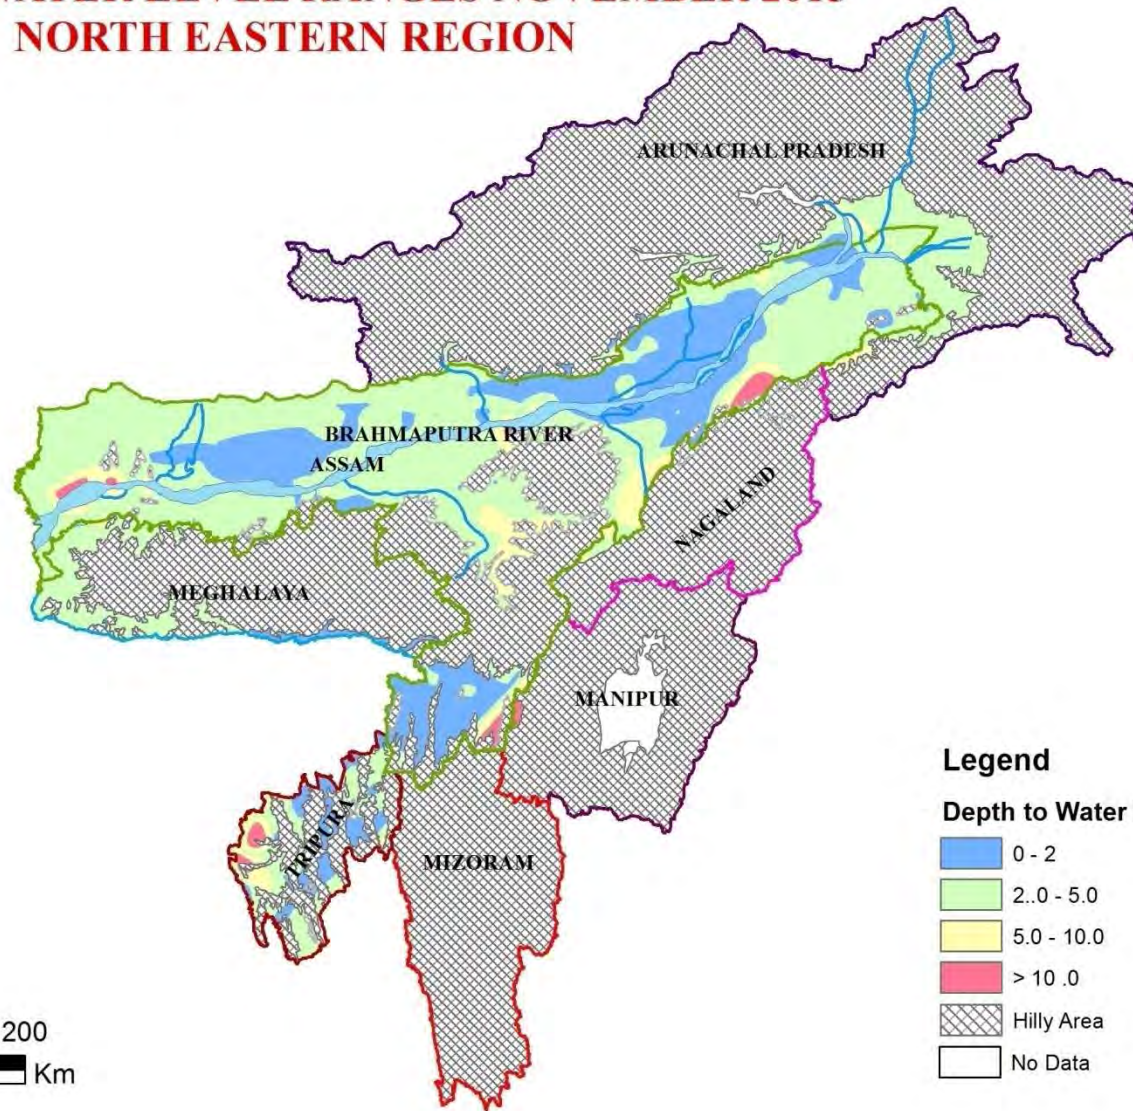 NORTH EASTERN REGION
ARUNACHAL PRADESH
BRAHMAPUTRA RIVER
ASSAM
NAGALAND
MEGHALAYA
MANIPUR
TRIPURA
MIZORAM
Legend
Depth to Water
0 - 2
2..0 - 5.0
5.0 - 10.0
> 10 .0
Hilly Area
No Data
200
Km